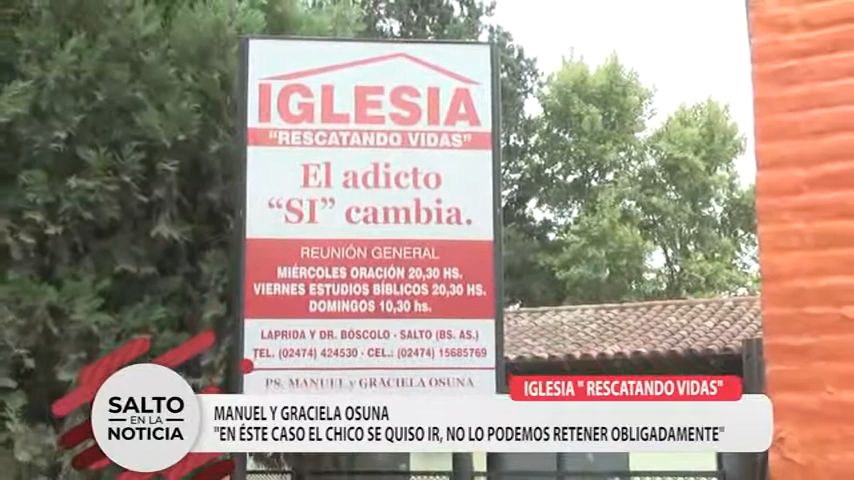 IGLESIA
"RESCATANDO VIDAS"
El adicto
"SI" cambia.
REUNIÓN GENERAL
MIÉRCOLES ORACIÓN 20,30 HS.
VIERNES ESTUDIOS BÍBLICOS 20,30 HS.
DOMINGOS 10,30 hs.
LAPRIDA Y DR. BÓSCOLO - SALTO (BS. AS.)
TEL. (02474) 424530 - CEL.: (02474) 15685769
PS. MANUEL y GRACIELA OSUNA
IGLESIA " RESCATANDO VIDAS"
SALTO
EN LA
NOTICIA
MANUEL Y GRACIELA OSUNA
"EN ÉSTE CASO EL CHICO SE QUISO IR, NO LO PODEMOS RETENER OBLIGADAMENTE"